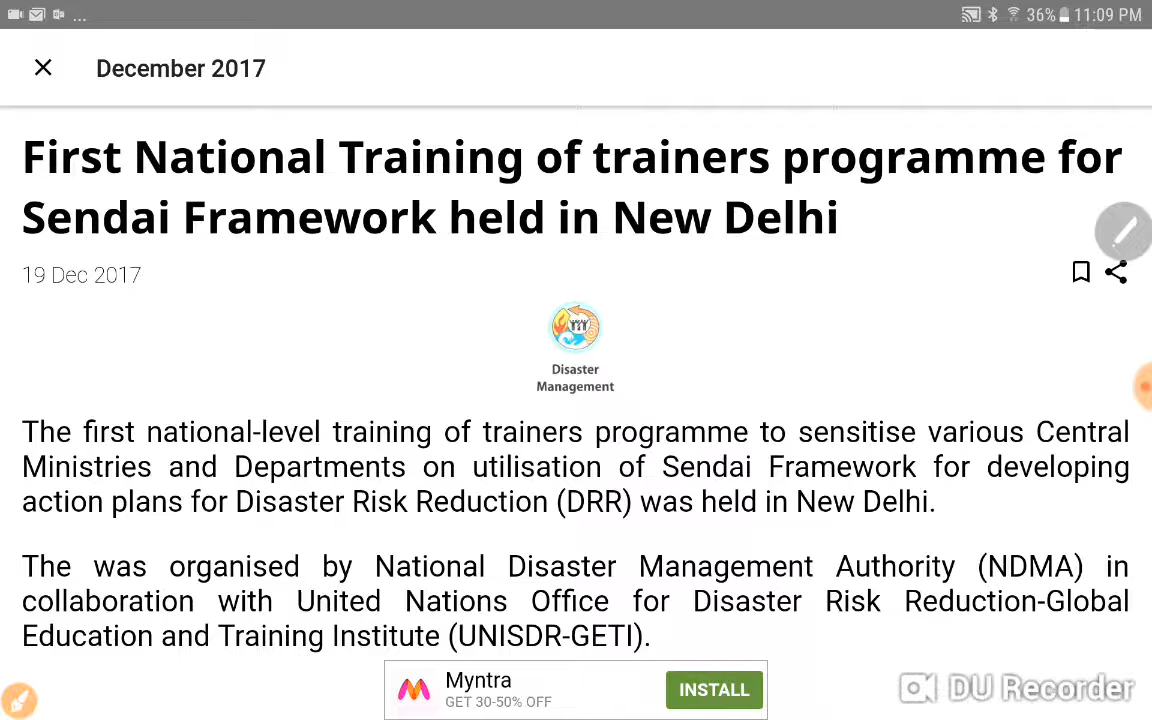 ... 36% 11:09 PM
December 2017
First National Training of trainers programme for
Sendai Framework held in New Delhi
19 Dec 2017
Disaster
Management
The first national-level training of trainers programme to sensitise various Central
Ministries and Departments on utilisation of Sendai Framework for developing
action plans for Disaster Risk Reduction (DRR) was held in New Delhi.
The was organised by National Disaster Management Authority (NDMA) in
collaboration with United Nations Office for Disaster Risk Reduction-Global
Education and Training Institute (UNISDR-GETI).
Myntra
GET 30-50% OFF
INSTALL
DU Recorder